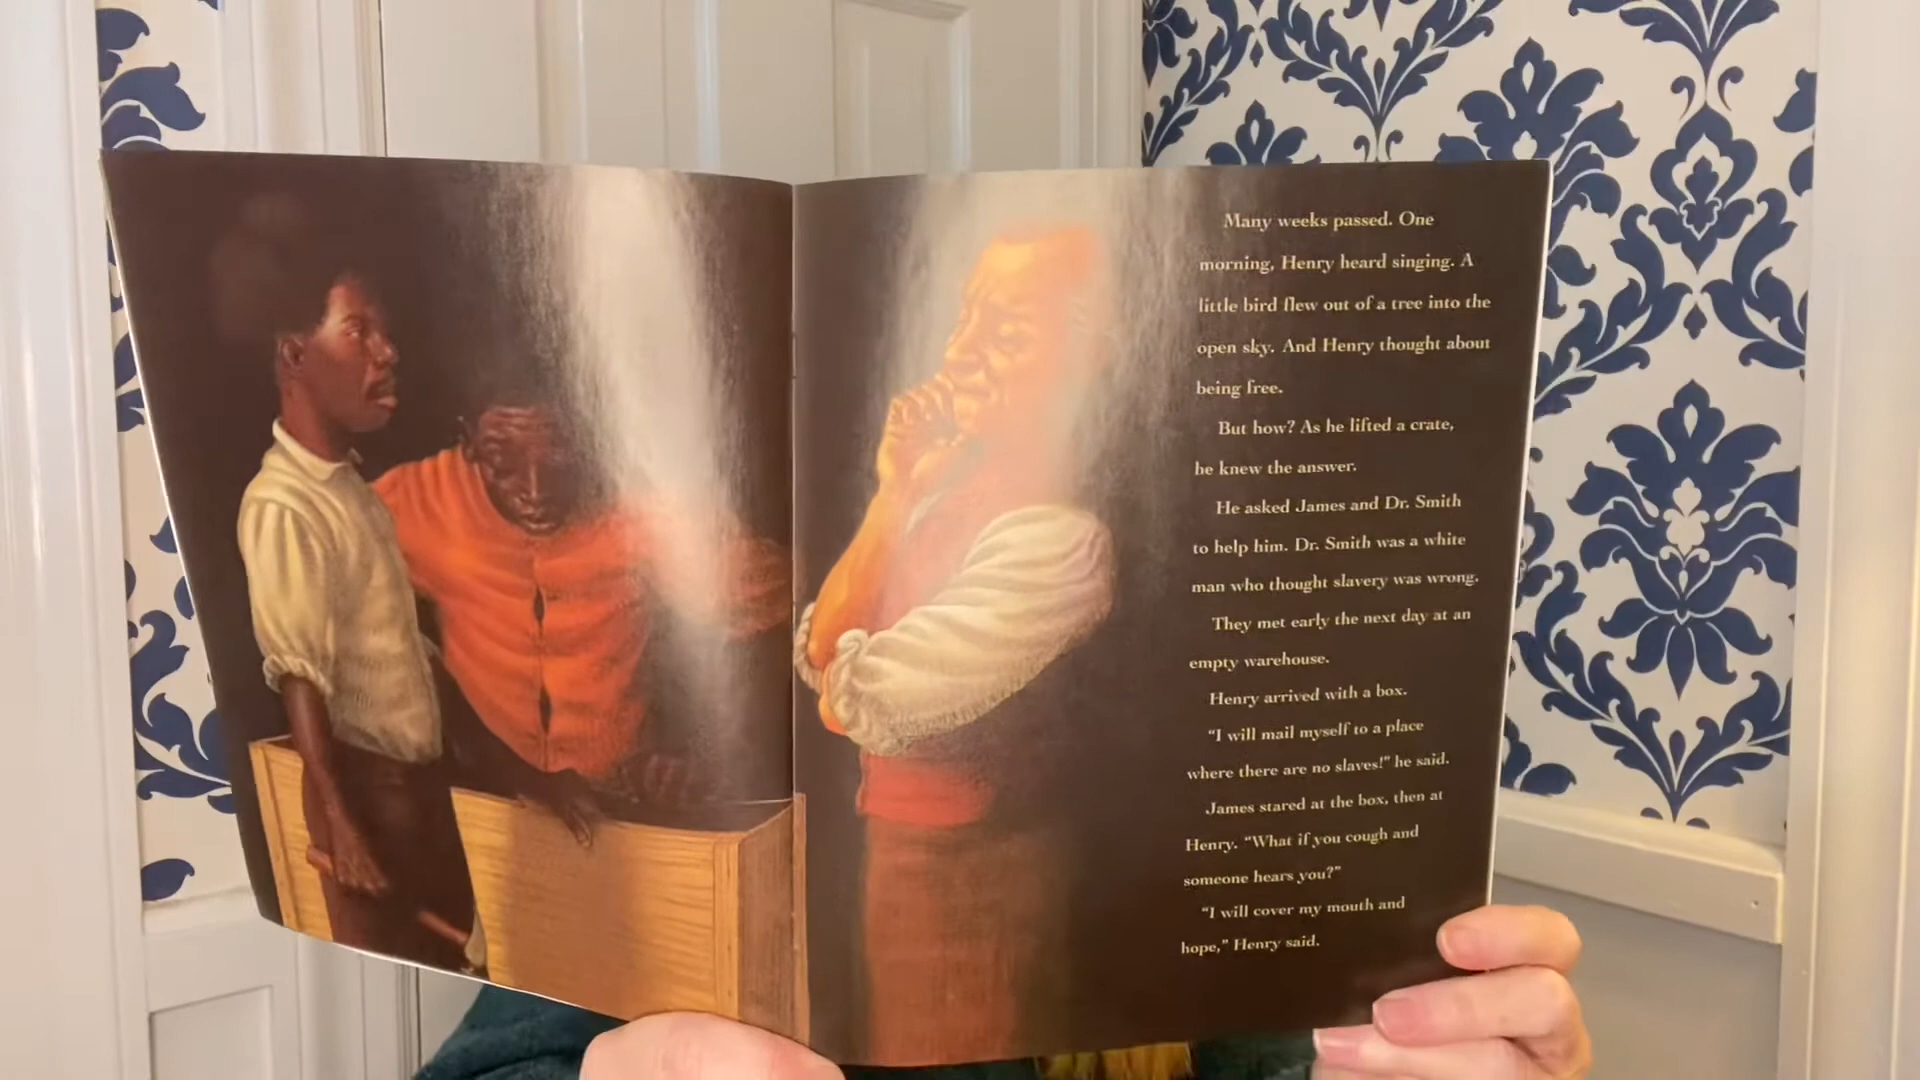 Many weeks passed. One
morning, Henry heard singing. A
little bird flew out of a tree into the
open sky. And Henry thought about
being free.
But how? As he lifted a crate,
he knew the answer.
He asked James and Dr. Smith
to help him. Dr. Smith was a white
man who thought slavery was wrong.
They met early the next day at an
empty warehouse.
Henry arrived with a box.
“I will mail myself to a place
where there are no slaves!” he said.
James stared at the box, then at
Henry. “What if you cough and
someone hears you?”
“I will cover my mouth and
hope,” Henry said.